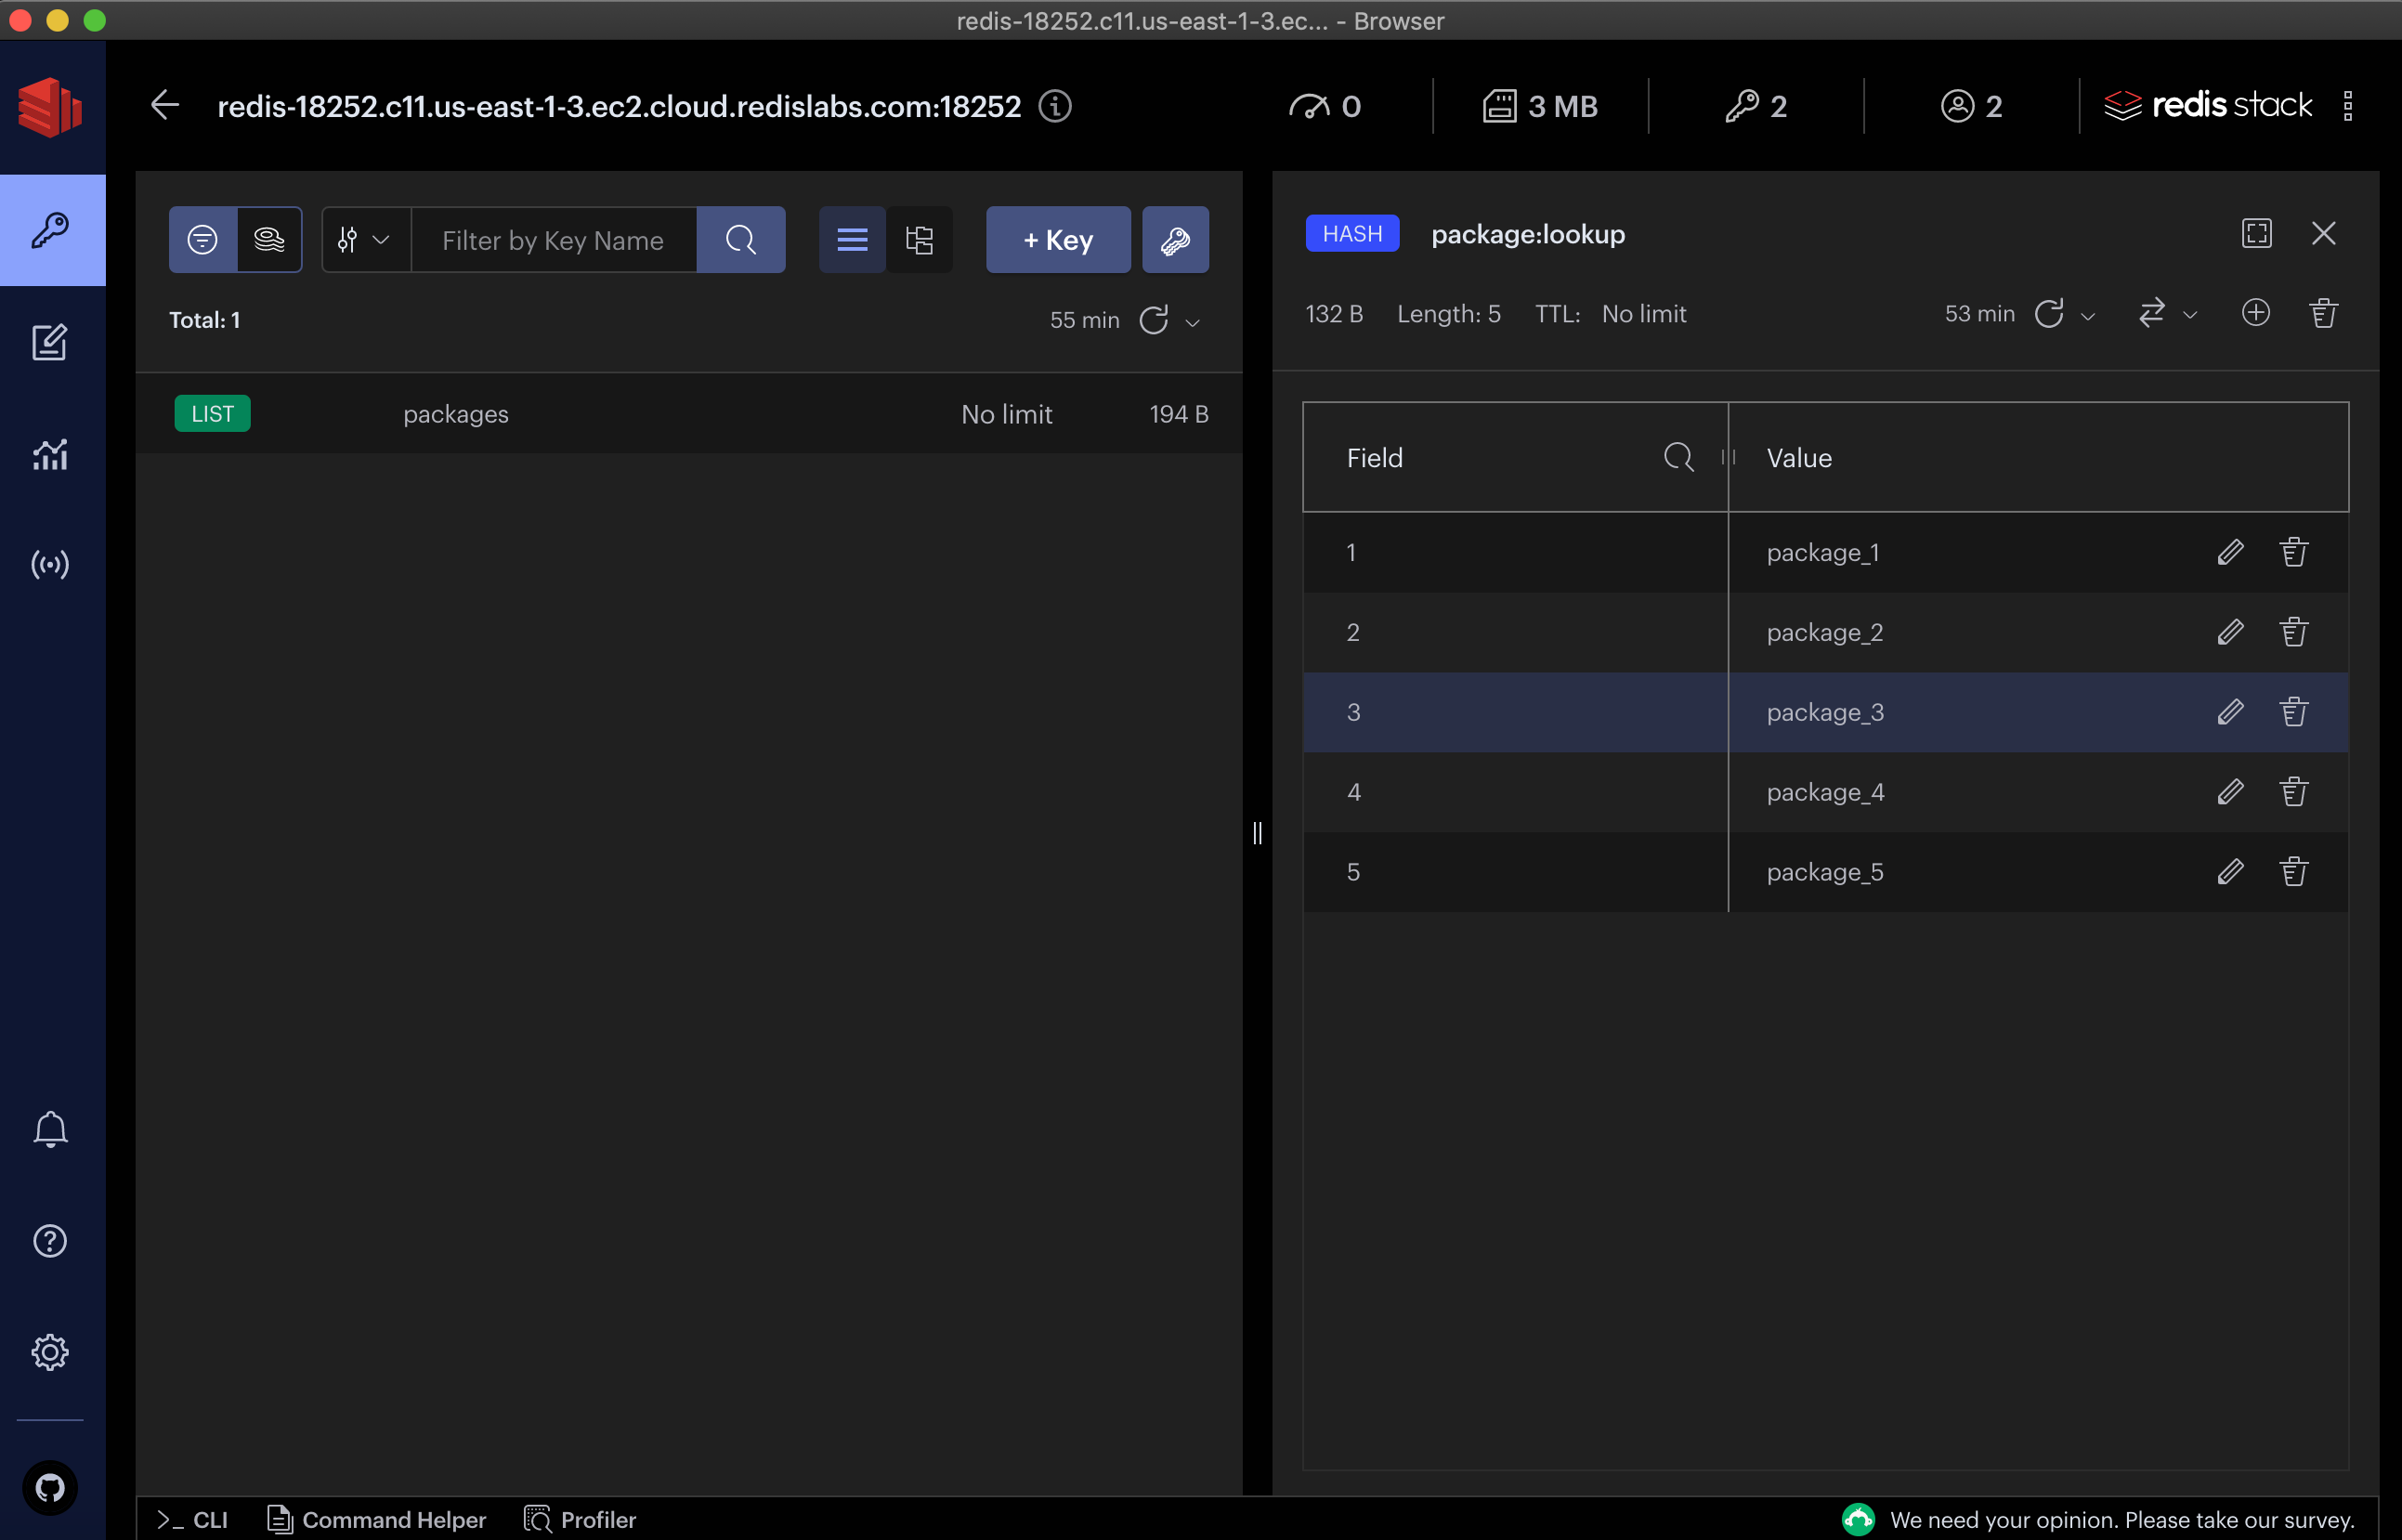 redis-18252.c11.us-east-1-3.ec... - Browser
redis-18252.c11.us-east-1-3.ec2.cloud.redislabs.com:18252
0
3 MB
2
2
redis stack
Filter by Key Name
+ Key
Total: 1
55 min
LIST packages No limit 194 B
HASH package:lookup
132 B Length: 5 TTL: No limit
53 min
Field Value
1 package_1
2 package_2
3 package_3
4 package_4
5 package_5
>_ CLI
Command Helper
Profiler
We need your opinion. Please take our survey.